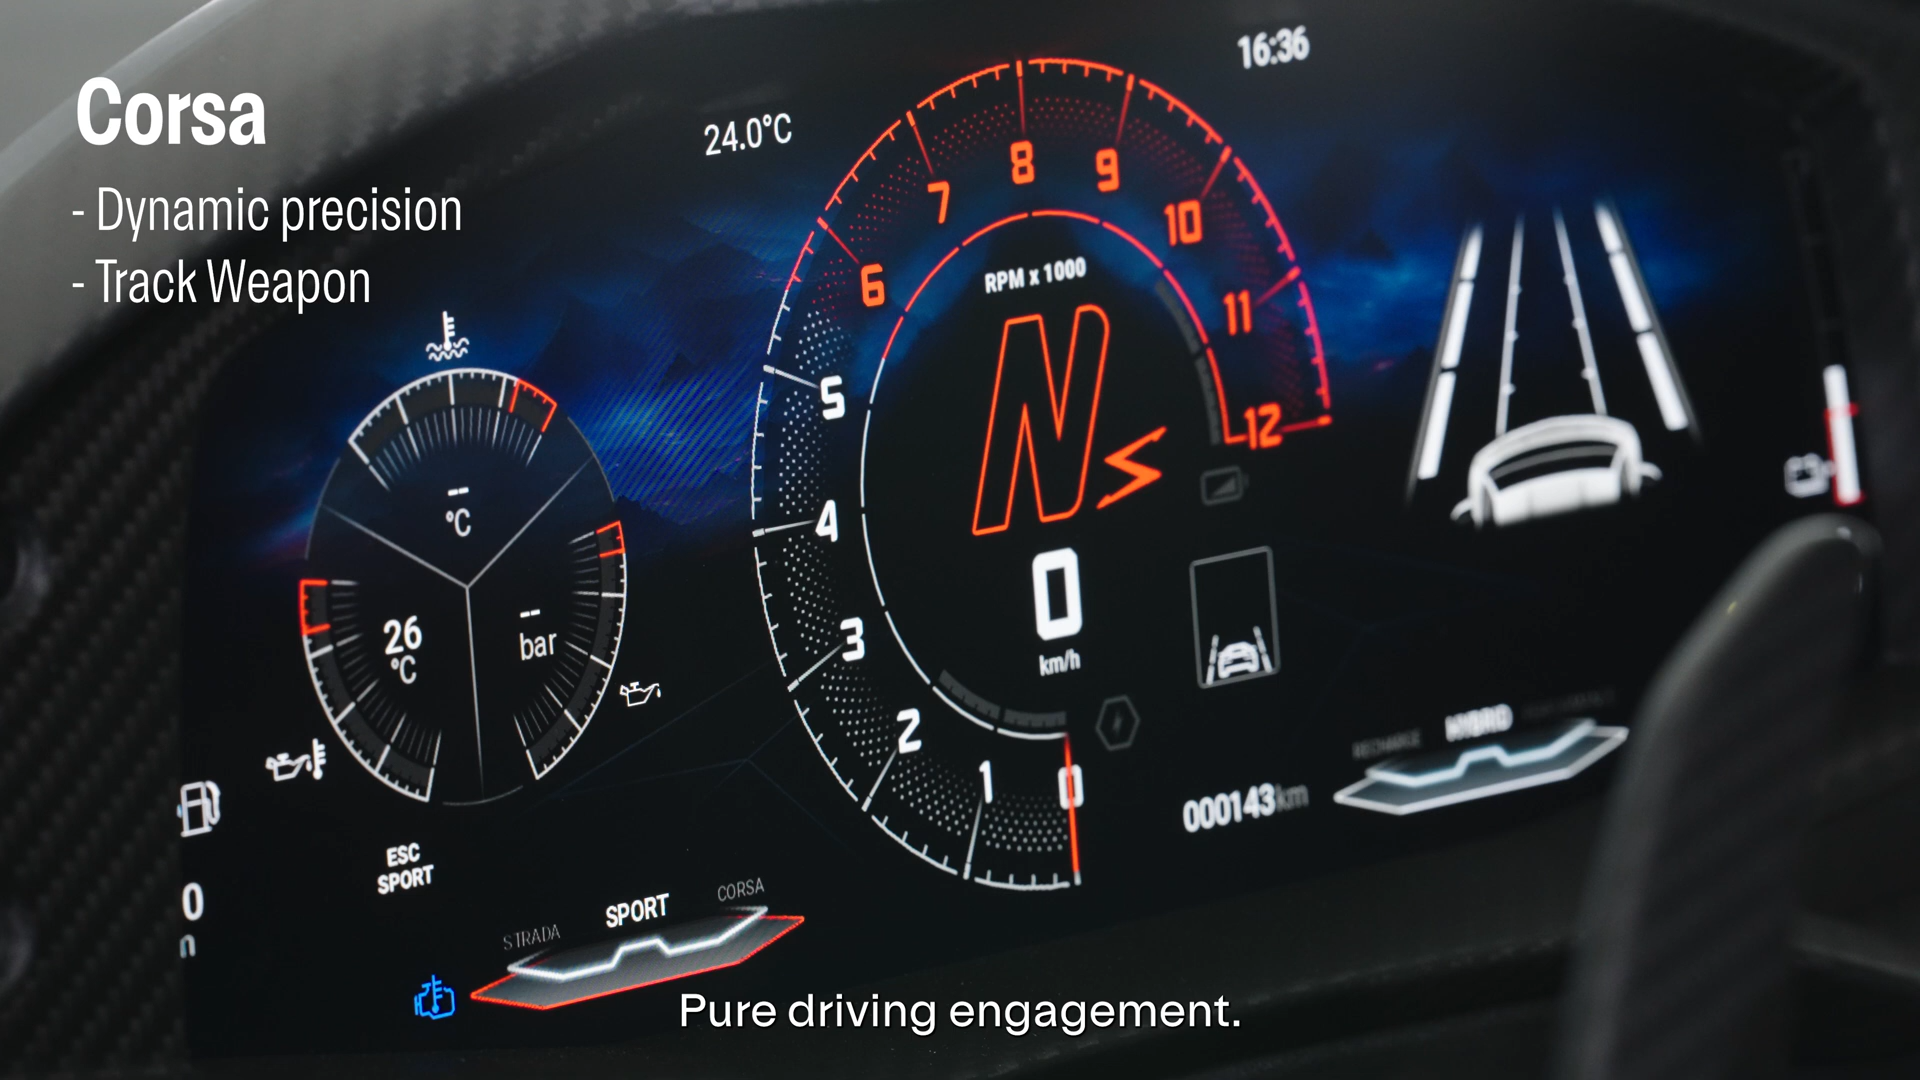 Corsa
- Dynamic precision
- Track Weapon
16:36
24.0°C
8
7
9
10
6
RPM x 1000
11
N
5
12
--
°C
4
0
km/h
26
°C
--
bar
3
2
1
0
HYBRID
RECHARGE
000143km
ESC
SPORT
0
STRADA
SPORT
CORSA
Pure driving engagement.